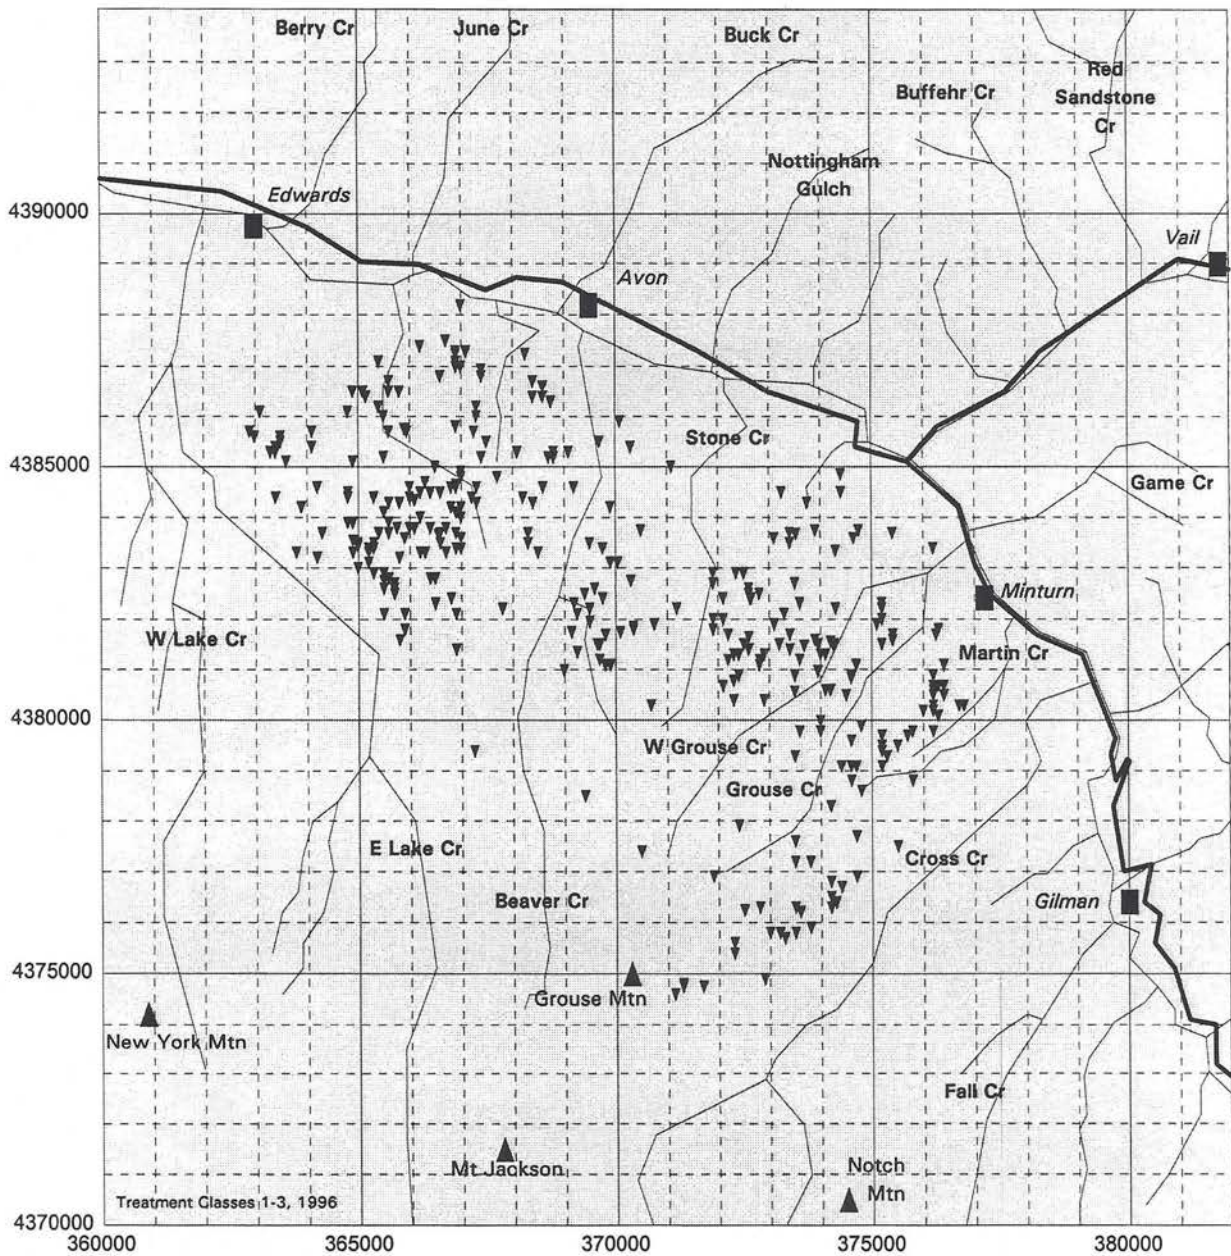 Berry Cr
June Cr
Buck Cr
Red
Sandstone
Cr
Buffehr Cr
Nottingham
Gulch
Edwards
4390000
Vail
Avon
Stone Cr
4385000
Game Cr
Minturn
W Lake Cr
Martin Cr
4380000
W Grouse Cr
Grouse Cr
E Lake Cr
Cross Cr
Beaver Cr
Gilman
4375000
Grouse Mtn
New York Mtn
Fall Cr
Mt Jackson
Notch
Mtn
Treatment Classes 1-3, 1996
4370000
360000
365000
370000
375000
380000